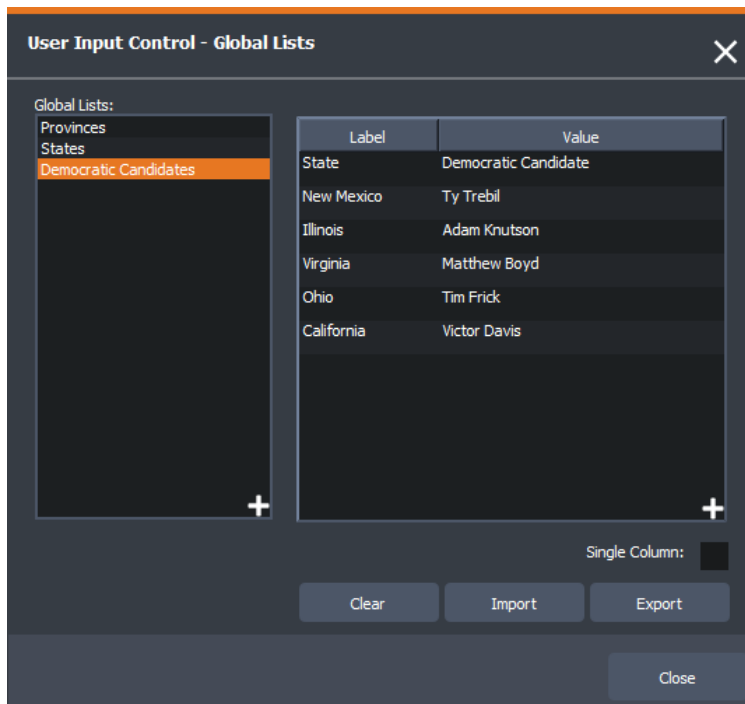 User Input Control - Global Lists
Global Lists:
Provinces
States
Democratic Candidates
Label Value
State Democratic Candidate
New Mexico Ty Trebil
Illinois Adam Knutson
Virginia Matthew Boyd
Ohio Tim Frick
California Victor Davis
Single Column:
Clear Import Export
Close